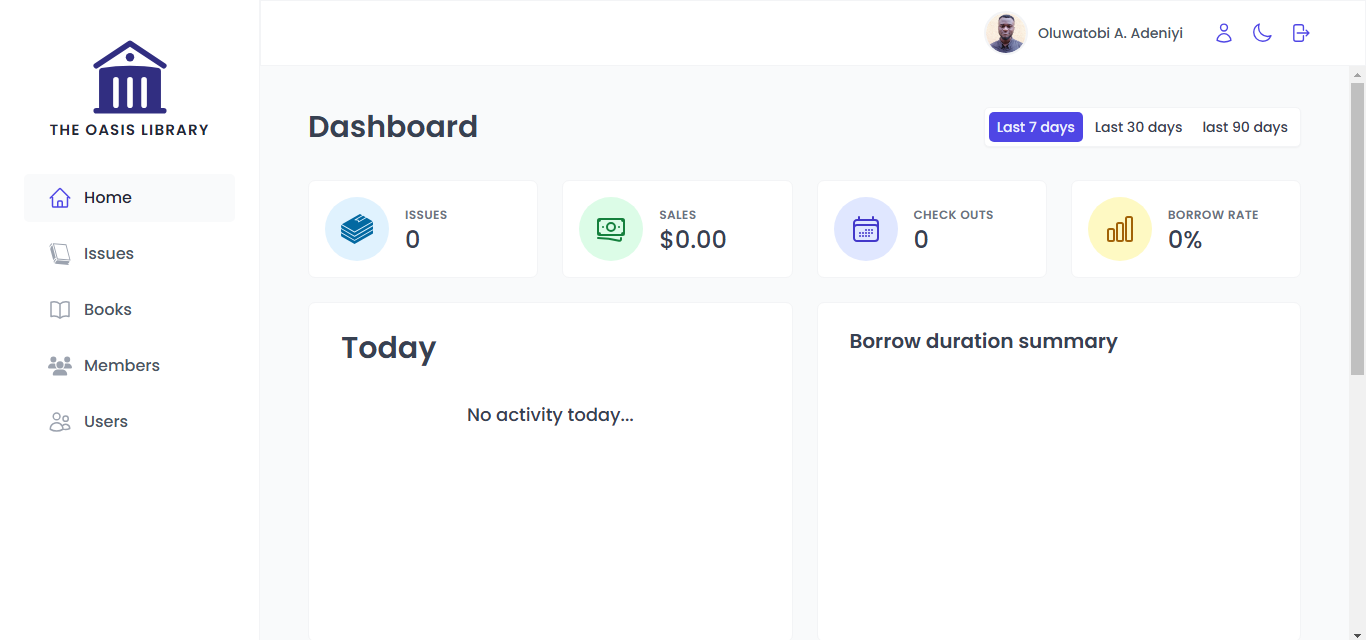 THE OASIS LIBRARY
Home
Issues
Books
Members
Users
Oluwatobi A. Adeniyi
Dashboard
Last 7 days Last 30 days last 90 days
ISSUES
0
SALES
$0.00
CHECK OUTS
0
BORROW RATE
0%
Today
No activity today...
Borrow duration summary